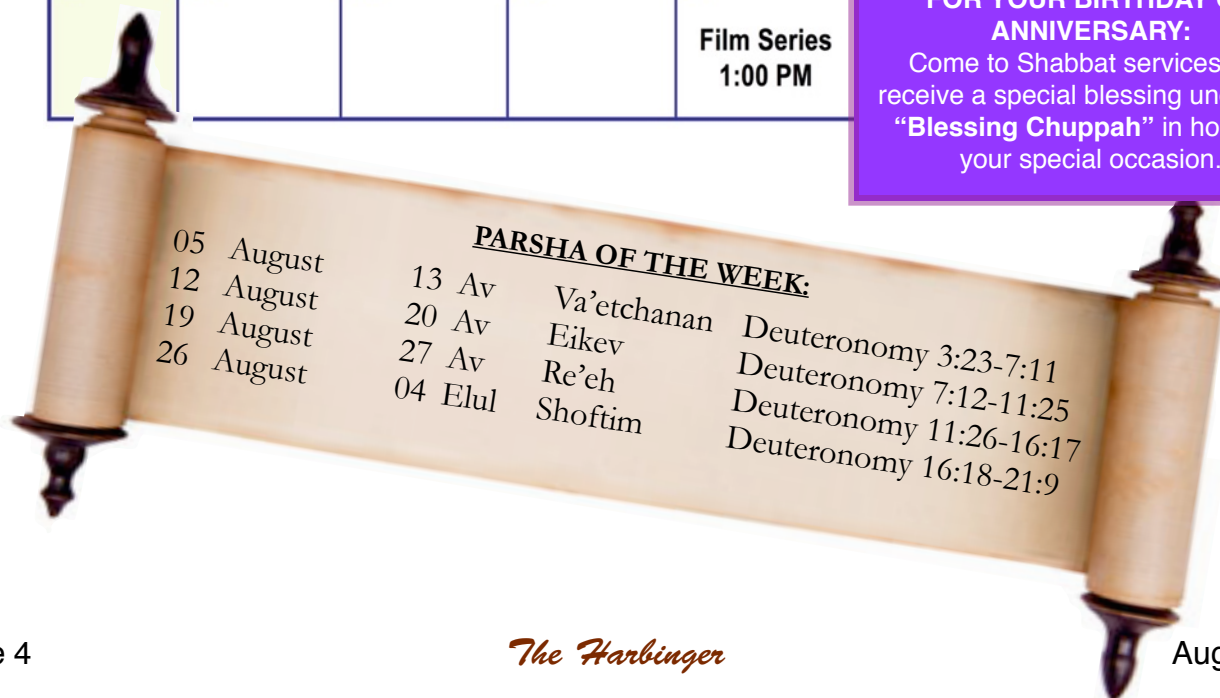 Film Series
1:00 PM
FOR YOUR BIRTHDAY
ANNIVERSARY:
Come to Shabbat services
receive a special blessing
“Blessing Chuppah” in
your special occasion.
PARSHA OF THE WEEK:
05 August 13 Av Va’etchanan Deuteronomy 3:23-7:11
12 August 20 Av Eikev Deuteronomy 7:12-11:25
19 August 27 Av Re’eh Deuteronomy 11:26-16:17
26 August 04 Elul Shoftim Deuteronomy 16:18-21:9
4 The Harbinger